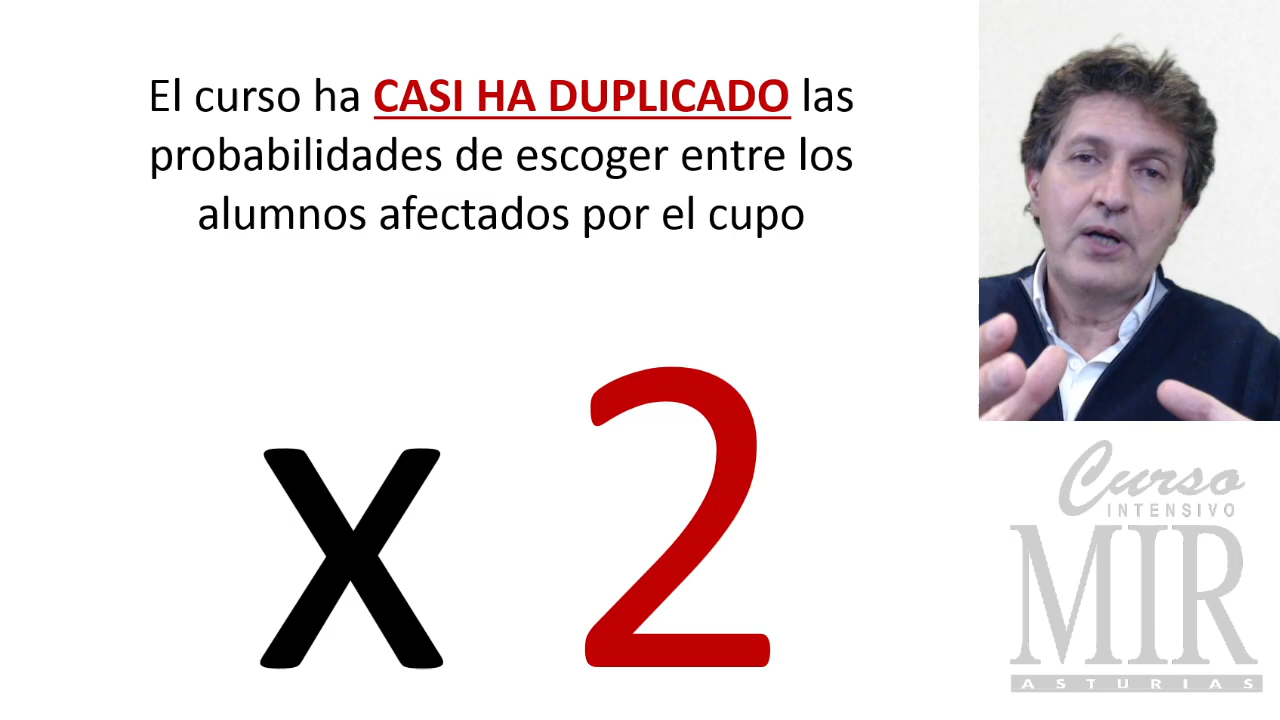 El curso ha CASI HA DUPLICADO las
probabilidades de escoger entre los
alumnos afectados por el cupo
x 2
Curso
INTENSIVO
MIR
ASTURIAS